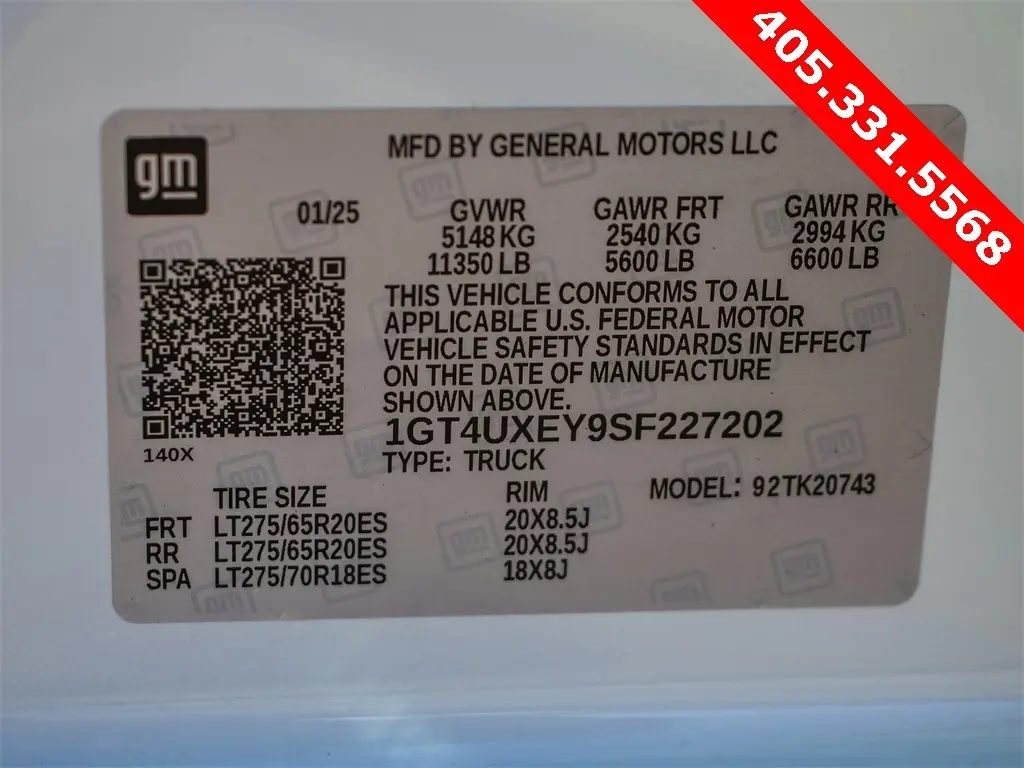 405.331.5568
gm
MFD BY GENERAL MOTORS LLC
01/25 GVWR GAWR FRT GAWR RR
5148 KG 2540 KG 2994 KG
11350 LB 5600 LB 6600 LB
THIS VEHICLE CONFORMS TO ALL
APPLICABLE U.S. FEDERAL MOTOR
VEHICLE SAFETY STANDARDS IN EFFECT
ON THE DATE OF MANUFACTURE
SHOWN ABOVE.
1GT4UXEY9SF227202
140X
TYPE: TRUCK
TIRE SIZE RIM MODEL: 92TK20743
FRT LT275/65R20ES 20X8.5J
RR LT275/65R20ES 20X8.5J
SPA LT275/70R18ES 18X8J